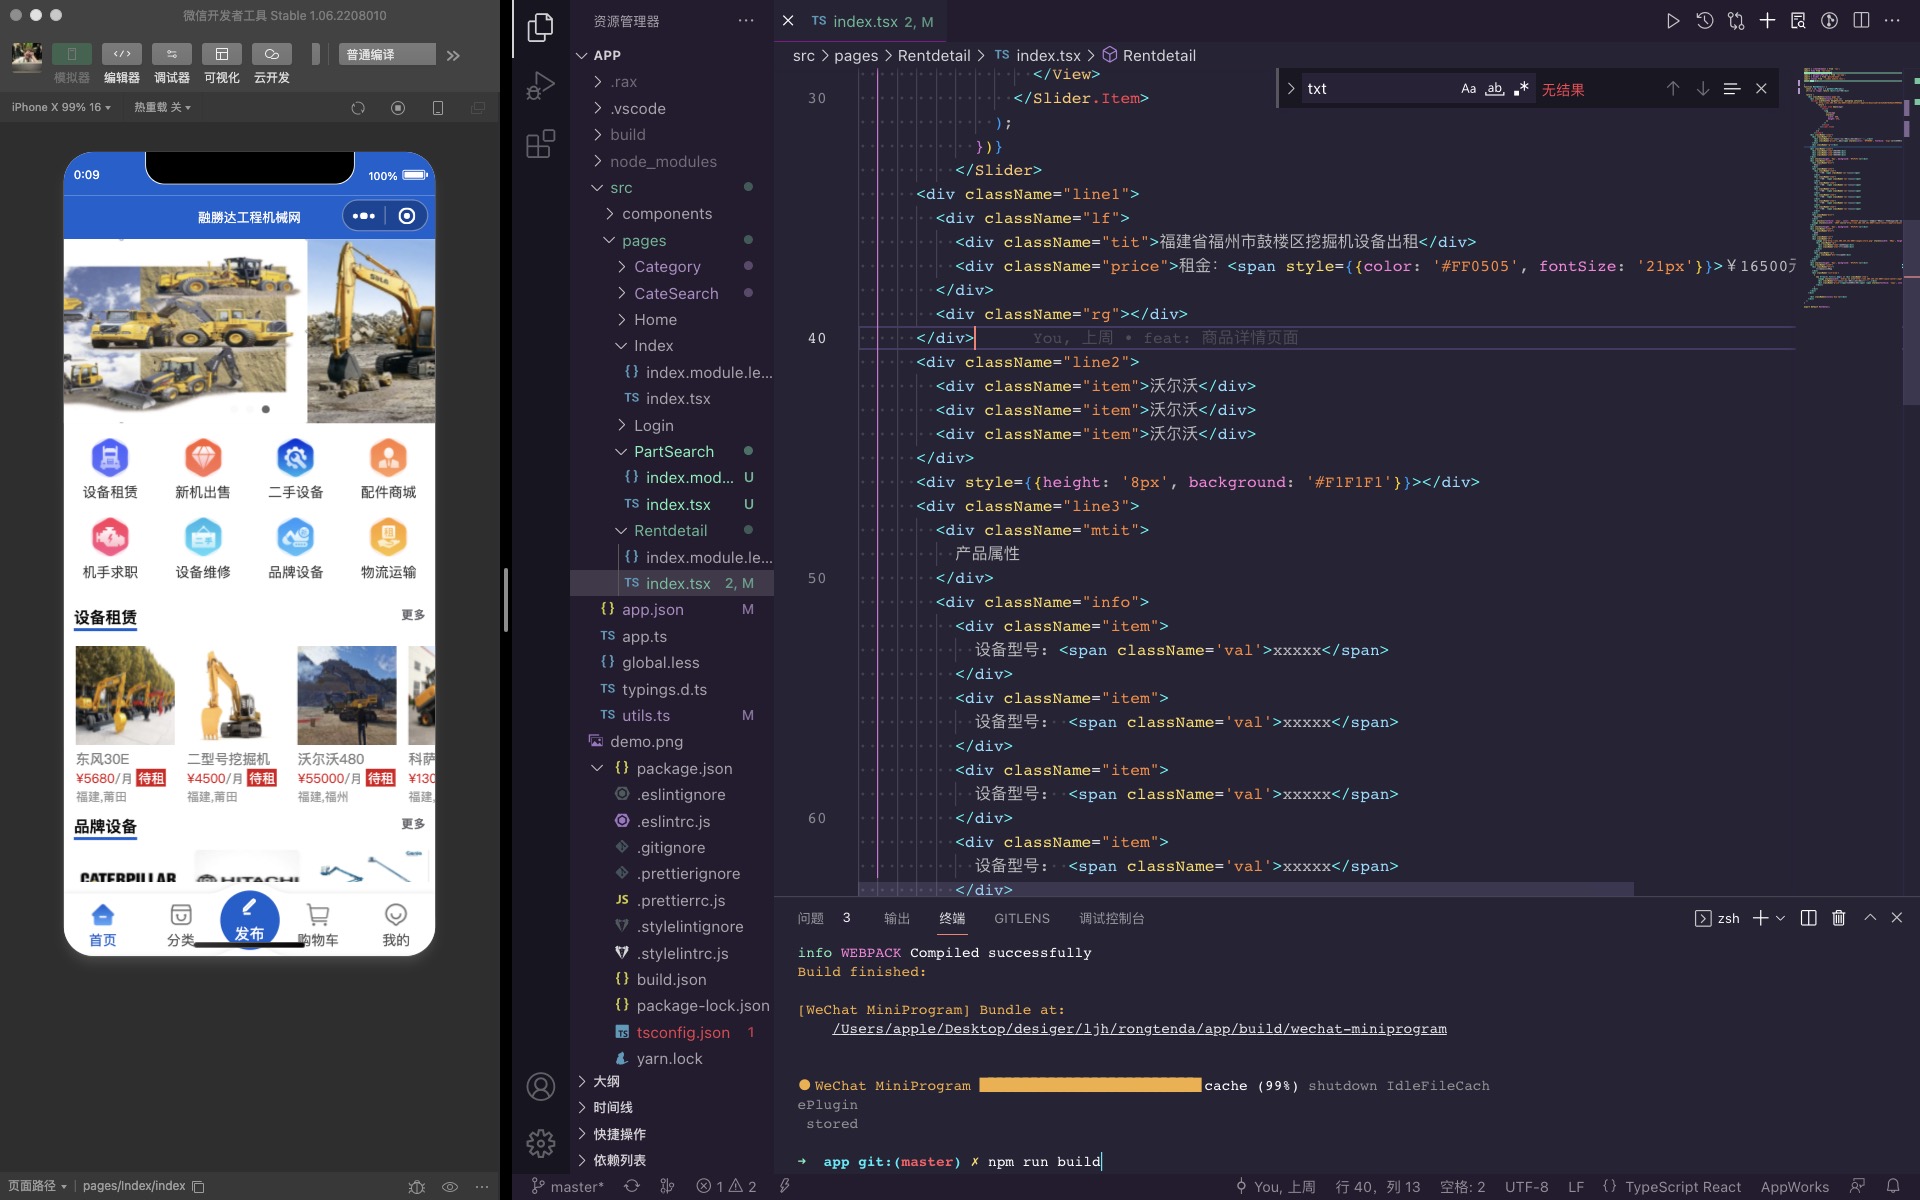 微信开发者工具 Stable 1.06.2208010
模拟器
编辑器
调试器
可视化
云开发
普通编译
iPhone X 99% 16
热重载 关
0:09
100%
融勝达工程机械网
设备租赁
新机出售
二手设备
配件商城
机手求职
设备维修
品牌设备
物流运输
设备租赁
更多
东风30E
¥5680/月 待租
福建,莆田
二型号挖掘机
¥4500/月 待租
福建,莆田
沃尔沃480
¥55000/月 待租
福建,福州
科萨
¥130
福建,
品牌设备
更多
CATERPILLAR
HITACHI
首页
分类
发布
购物车
我的
页面路径
pages/Index/index
资源管理器
APP
.rax
.vscode
build
node_modules
src
components
pages
Category
CateSearch
Home
Index
{} index.module.le...
TS index.tsx
Login
PartSearch
{} index.mod... U
TS index.tsx U
Rentdetail
{} index.module.le...
TS index.tsx 2, M
{} app.json M
TS app.ts
{} global.less
TS typings.d.ts
TS utils.ts M
demo.png
{} package.json
.eslintignore
.eslintrc.js
.gitignore
.prettierignore
JS .prettierrc.js
.stylelintignore
.stylelintrc.js
{} build.json
{} package-lock.json
TS tsconfig.json 1
yarn.lock
大纲
时间线
快捷操作
依赖列表
TS index.tsx 2, M
src > pages > Rentdetail > TS index.tsx > Rentdetail
txt
Aa ab
无结果
</View>
30 </Slider.Item>
);
})}
</Slider>
<div className="line1">
<div className="lf">
<div className="tit">福建省福州市鼓楼区挖掘机设备出租</div>
<div className="price">租金：<span style={{color: '#FF0505', fontSize: '21px'}}>￥16500元
</div>
<div className="rg"></div>
40 </div> You, 上周 • feat: 商品详情页面
<div className="line2">
<div className="item">沃尔沃</div>
<div className="item">沃尔沃</div>
<div className="item">沃尔沃</div>
</div>
<div style={{height: '8px', background: '#F1F1F1'}}></div>
<div className="line3">
<div className="mtit">
产品属性
50 </div>
<div className="info">
<div className="item">
设备型号：<span className='val'>xxxxx</span>
</div>
<div className="item">
设备型号： <span className='val'>xxxxx</span>
</div>
<div className="item">
设备型号： <span className='val'>xxxxx</span>
60 </div>
<div className="item">
设备型号： <span className='val'>xxxxx</span>
</div>
问题 3
输出
终端
GITLENS
调试控制台
zsh
info WEBPACK Compiled successfully
Build finished:
[WeChat MiniProgram] Bundle at:
/Users/apple/Desktop/desiger/ljh/rongtenda/app/build/wechat-miniprogram
WeChat MiniProgram cache (99%) shutdown IdleFileCach
ePlugin
stored
➜ app git:(master) ✗ npm run build
master*
1 2
You, 上周
行 40，列 13
空格: 2
UTF-8
LF
{} TypeScript React
AppWorks